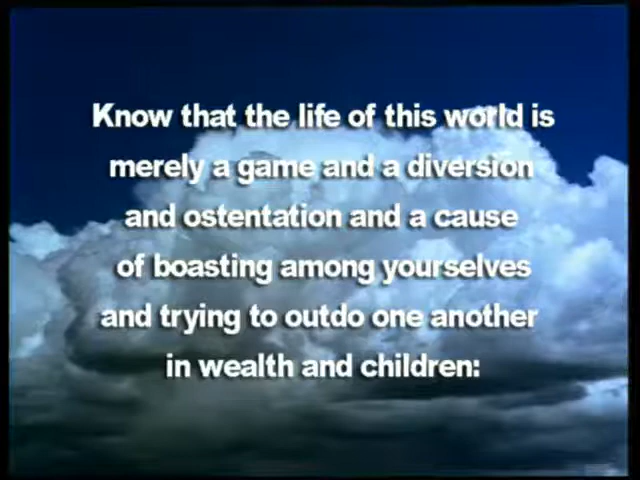 Know that the life of this world is
merely a game and a diversion
and ostentation and a cause
of boasting among yourselves
and trying to outdo one another
in wealth and children: